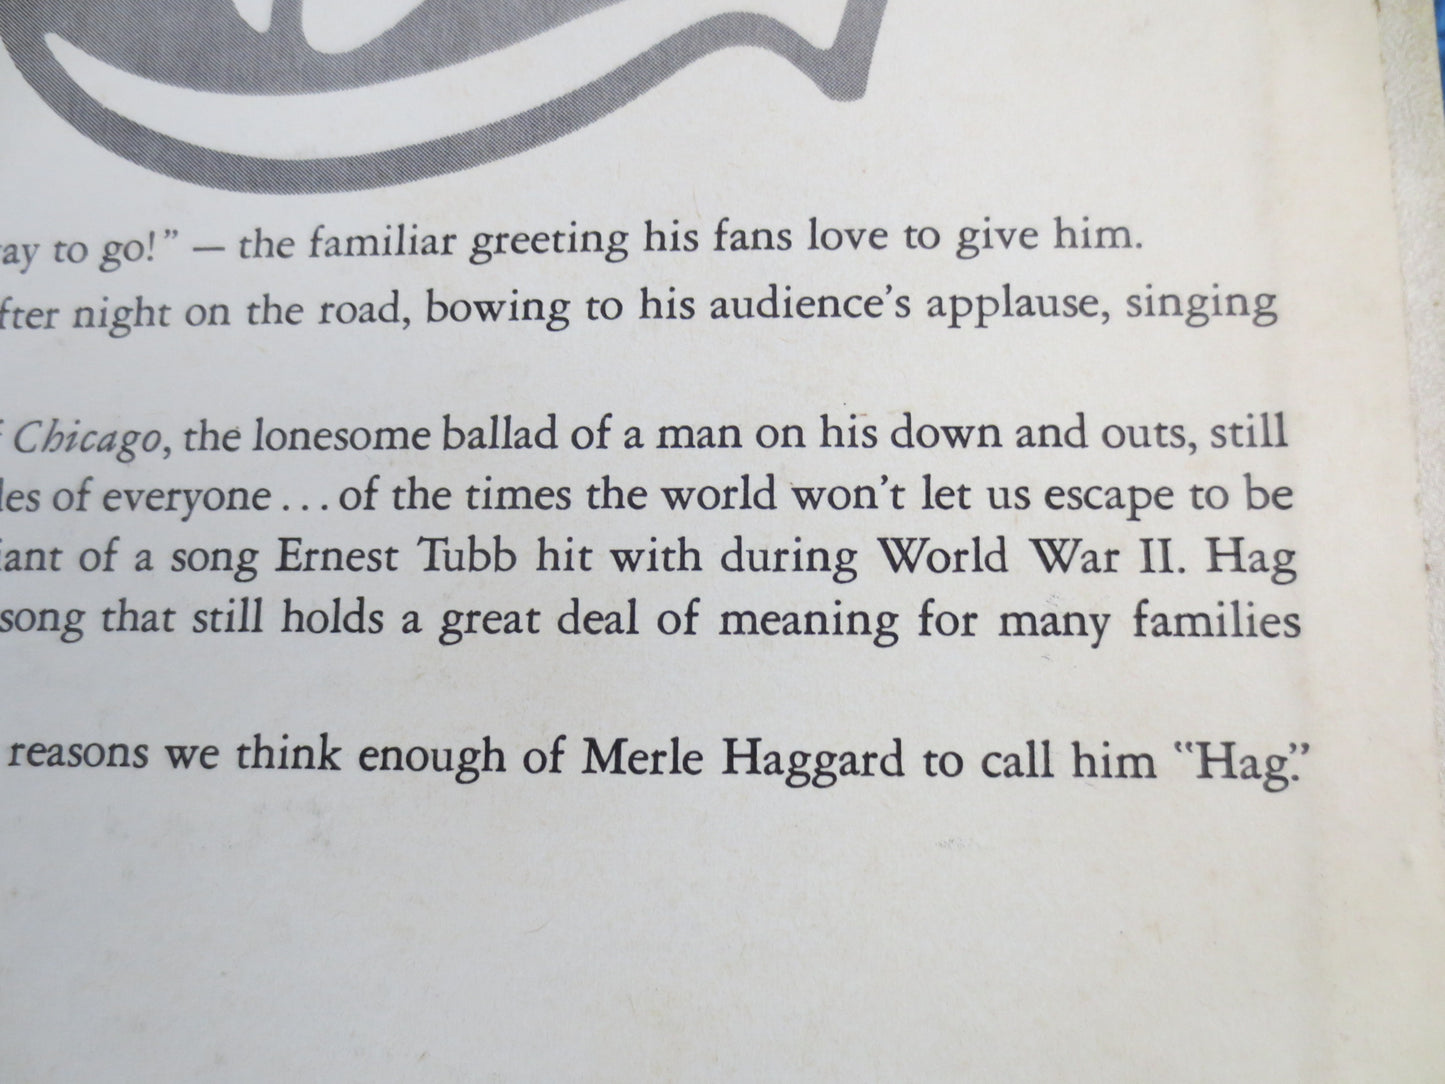 to go!” — the familiar greeting his fans love to give him.
night on the road, bowing to his audience’s applause, singing
Chicago, the lonesome ballad of a man on his down and outs, still
of everyone . . . of the times the world won’t let us escape to be
of a song Ernest Tubb hit with during World War II. Hag
song that still holds a great deal of meaning for many families
reasons we think enough of Merle Haggard to call him “Hag.”